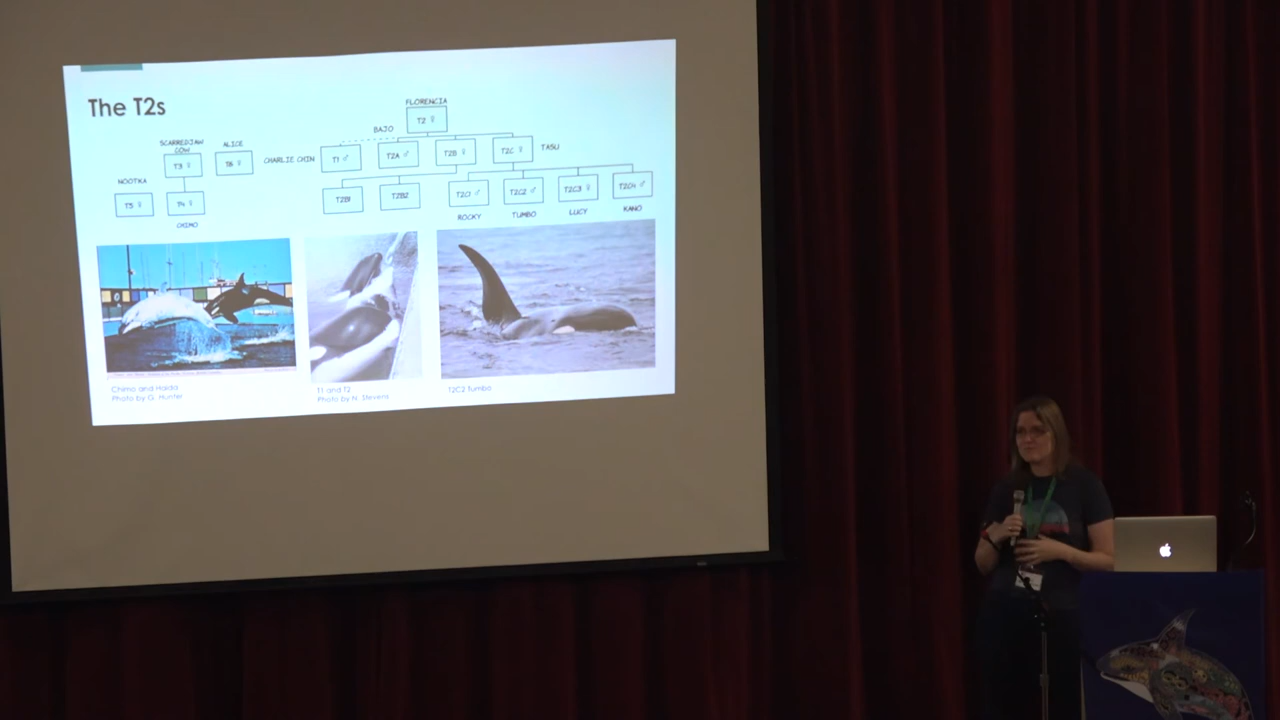 The T2s
FLORENCIA
T2 ♀
BAJO
SCARREDJAW
COW
ALICE
T3 ♀
T6 ♀
CHARLIE CHIN
T1 ♂
T2A ♂
T2B ♀
T2C ♀
TASU
NOOTKA
T5 ♀
T4 ♀
T2B1
T2B2
T2C1 ♂
T2C2 ♂
T2C3 ♀
T2C4 ♂
CHIMO
ROCKY
TUMBO
LUCY
KANO
Chimo and Haida
Photo by G. Hunter
T1 and T2
Photo by N. Stevens
T2C2 Tumbo